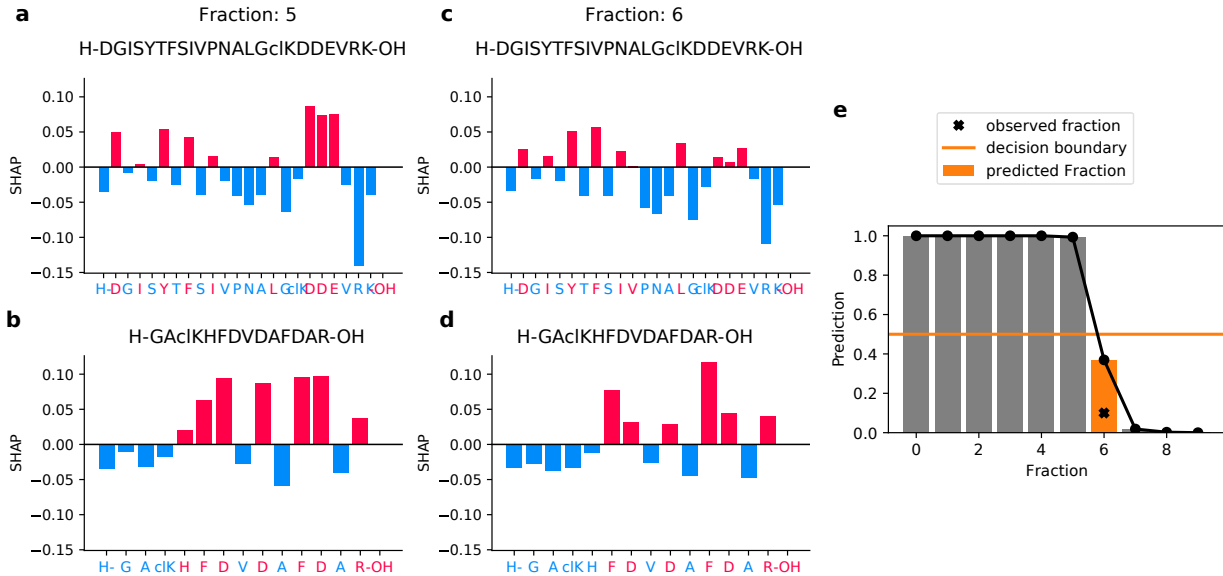 a
Fraction: 5
H-DGISYTFSIVPNALGclKDDEVRK-OH
SHAP
0.10
0.05
0.00
−0.05
−0.10
−0.15
H- D G I S Y T F S I V P N A L G clK D D E V R K -OH
b
H-GAclKHFDVDAFDAR-OH
SHAP
0.10
0.05
0.00
−0.05
−0.10
−0.15
H- G A clK H F D V D A F D A R -OH
c
Fraction: 6
H-DGISYTFSIVPNALGclKDDEVRK-OH
SHAP
0.10
0.05
0.00
−0.05
−0.10
−0.15
H- D G I S Y T F S I V P N A L G clK D D E V R K -OH
d
H-GAclKHFDVDAFDAR-OH
SHAP
0.10
0.05
0.00
−0.05
−0.10
−0.15
H- G A clK H F D V D A F D A R -OH
e
observed fraction
decision boundary
predicted Fraction
Prediction
1.0
0.8
0.6
0.4
0.2
0.0
0 2 4 6 8
Fraction